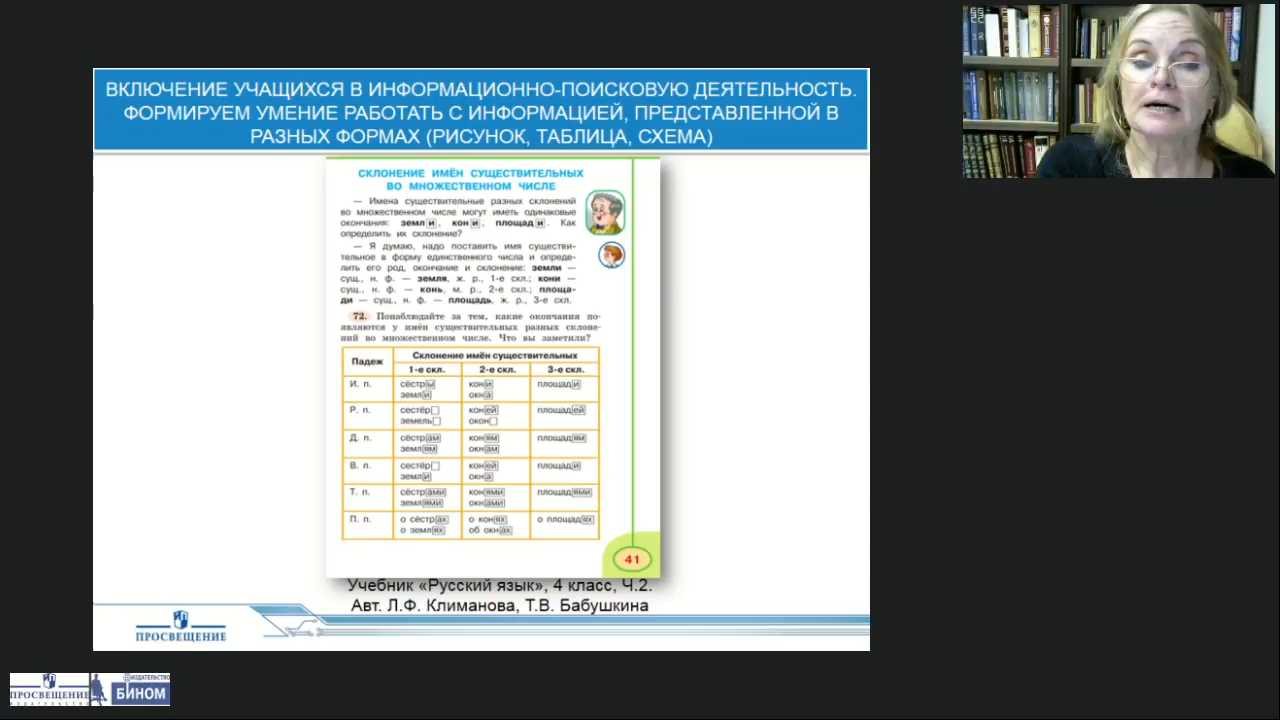 ВКЛЮЧЕНИЕ УЧАЩИХСЯ В ИНФОРМАЦИОННО-ПОИСКОВУЮ ДЕЯТЕЛЬНОСТЬ.
ФОРМИРУЕМ УМЕНИЕ РАБОТАТЬ С ИНФОРМАЦИЕЙ, ПРЕДСТАВЛЕННОЙ В
РАЗНЫХ ФОРМАХ (РИСУНОК, ТАБЛИЦА, СХЕМА)
СКЛОНЕНИЕ ИМЁН СУЩЕСТВИТЕЛЬНЫХ
ВО МНОЖЕСТВЕННОМ ЧИСЛЕ
— Имена существительные разных склонений
во множественном числе могут иметь одинаковые
окончания: земли, кони, площади. Как
определить их склонение?
— Я думаю, надо поставить имя существи-
тельное в форму единственного числа и опреде-
лить его род, окончание и склонение: земли —
сущ., н. ф. — земля, ж. р., 1-е скл.; кони —
сущ., н. ф. — конь, м. р., 2-е скл.; площа-
ди — сущ., н. ф. — площадь, ж. р., 3-е скл.
72. Понаблюдайте за тем, какие окончания по-
являются у имён существительных разных склоне-
ний во множественном числе. Что вы заметили?
Падеж Склонение имён существительных
1-е скл. 2-е скл. 3-е скл.
И. п. сёстры кони площади
земли окна
Р. п. сестёр коней площадей
земель окон
Д. п. сёстрам коням площадям
землям окнам
В. п. сестёр коней площади
земли окна
Т. п. сёстрами конями площадями
землями окнами
П. п. о сёстрах о конях о площадях
о землях об окнах
41
Учебник «Русский язык», 4 класс, Ч.2.
Авт. Л.Ф. Климанова, Т.В. Бабушкина
ПРОСВЕЩЕНИЕ
ПРОСВЕЩЕНИЕ
ИЗДАТЕЛЬСТВО
ИЗДАТЕЛЬСТВО
БИНОМ